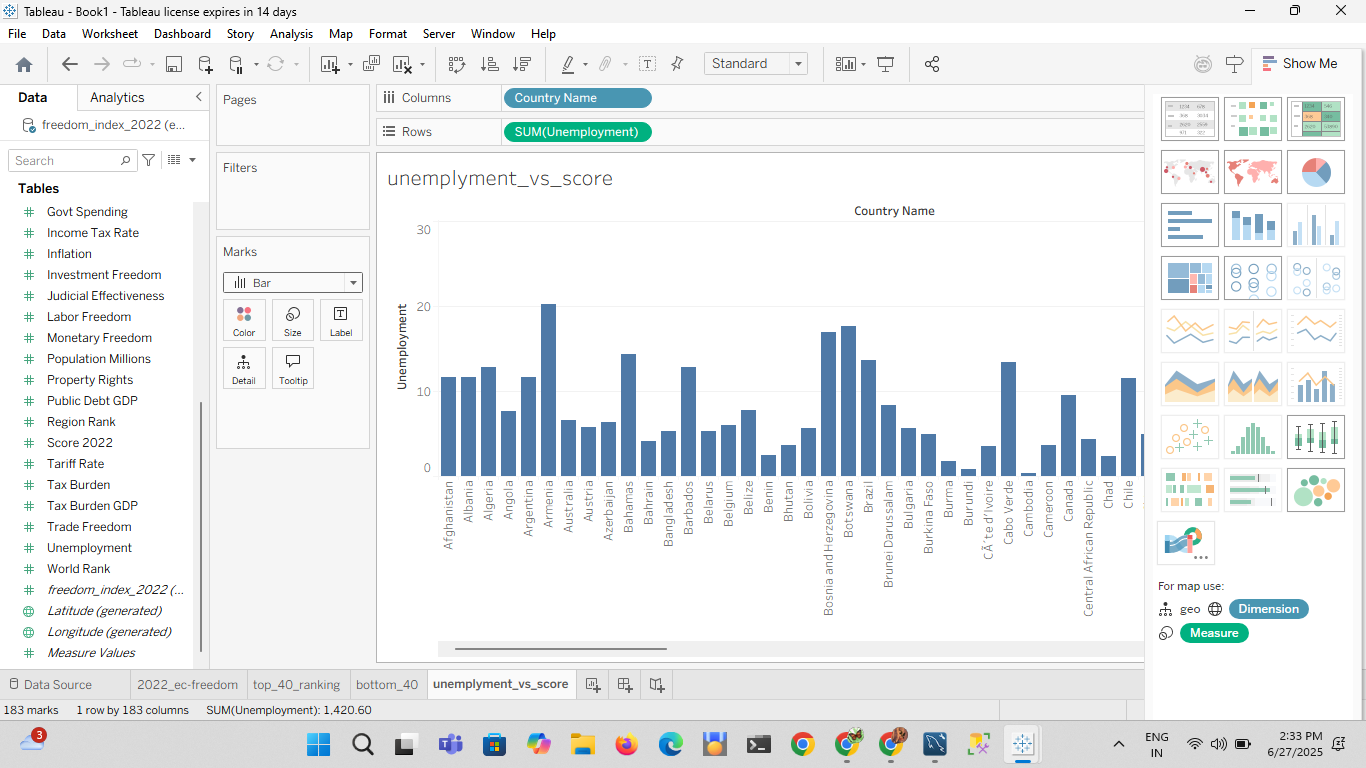 Tableau - Book1 - Tableau license expires in 14 days
File Data Worksheet Dashboard Story Analysis Map Format Server Window Help
Standard
Show Me
Data Analytics
freedom_index_2022 (e...
Search
Tables
Govt Spending
Income Tax Rate
Inflation
Investment Freedom
Judicial Effectiveness
Labor Freedom
Monetary Freedom
Population Millions
Property Rights
Public Debt GDP
Region Rank
Score 2022
Tariff Rate
Tax Burden
Tax Burden GDP
Trade Freedom
Unemployment
World Rank
freedom_index_2022 (...
Latitude (generated)
Longitude (generated)
Measure Values
Pages
Filters
Marks
Bar
Color Size Label
Detail Tooltip
Columns Country Name
Rows SUM(Unemployment)
unemplyment_vs_score
Country Name
Unemployment
30
20
10
0
Afghanistan
Albania
Algeria
Angola
Argentina
Armenia
Australia
Austria
Azerbaijan
Bahamas
Bahrain
Bangladesh
Barbados
Belarus
Belgium
Belize
Benin
Bhutan
Bolivia
Bosnia and Herzegovina
Botswana
Brazil
Brunei Darussalam
Bulgaria
Burkina Faso
Burma
Burundi
CÃ´te d'Ivoire
Cabo Verde
Cambodia
Cameroon
Canada
Central African Republic
Chad
Chile
For map use:
geo Dimension
Measure
Data Source 2022_ec-freedom top_40_ranking bottom_40 unemplyment_vs_score
183 marks 1 row by 183 columns SUM(Unemployment): 1,420.60
3
ENG
IN
2:33 PM
6/27/2025